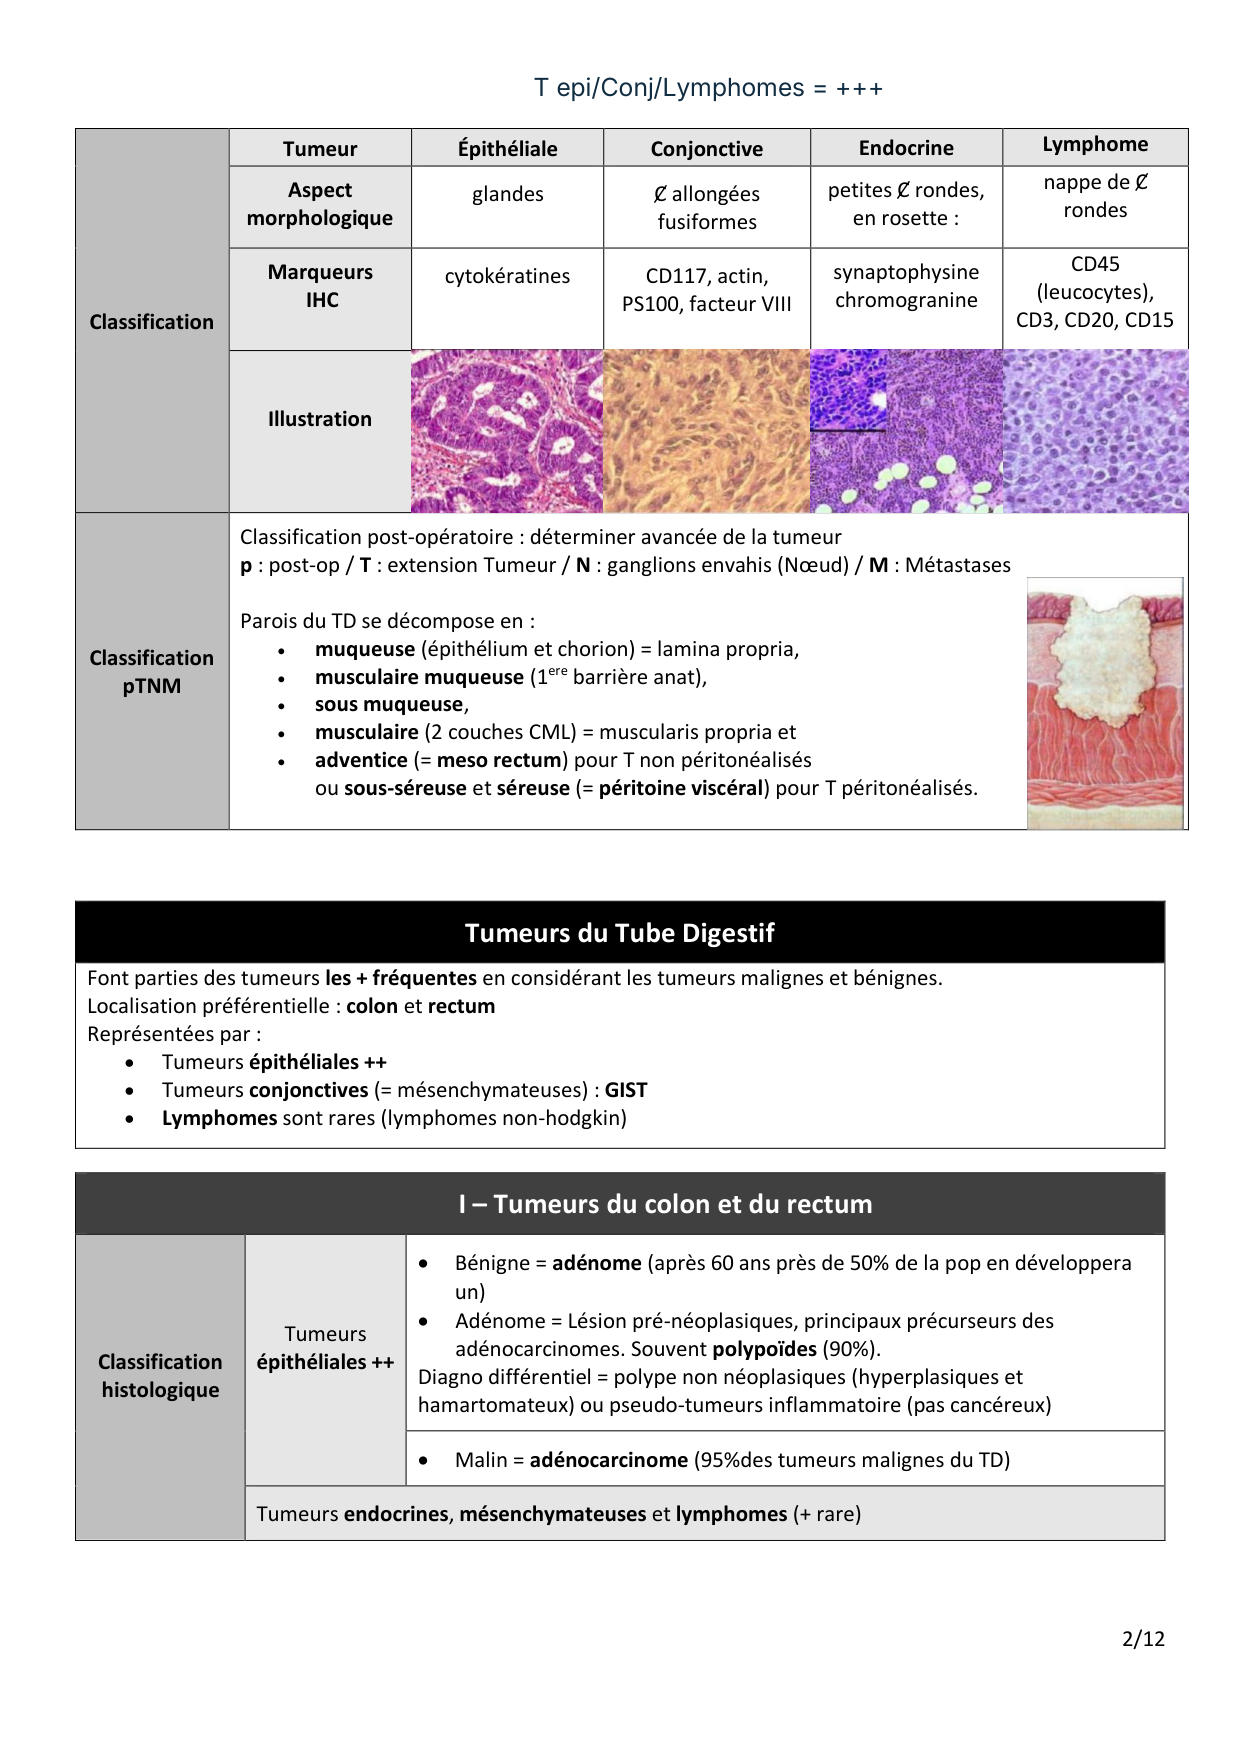 T epi/Conj/Lymphomes = +++
Classification
Tumeur
Épithéliale
Conjonctive
Endocrine
Lymphome
Aspect
morphologique
glandes
Ȼ allongées
fusiformes
petites Ȼ rondes,
en rosette :
nappe de Ȼ
rondes
Marqueurs
IHC
cytokératines
CD117, actin,
PS100, facteur VIII
synaptophysine
chromogranine
CD45
(leucocytes),
CD3, CD20, CD15
Illustration
Classification
pTNM
Classification post-opératoire : déterminer avancée de la tumeur
p : post-op / T : extension Tumeur / N : ganglions envahis (Nœud) / M : Métastases
Parois du TD se décompose en :
• muqueuse (épithélium et chorion) = lamina propria,
• musculaire muqueuse (1ere barrière anat),
• sous muqueuse,
• musculaire (2 couches CML) = muscularis propria et
• adventice (= meso rectum) pour T non péritonéalisés
ou sous-séreuse et séreuse (= péritoine viscéral) pour T péritonéalisés.
Tumeurs du Tube Digestif
Font parties des tumeurs les + fréquentes en considérant les tumeurs malignes et bénignes.
Localisation préférentielle : colon et rectum
Représentées par :
• Tumeurs épithéliales ++
• Tumeurs conjonctives (= mésenchymateuses) : GIST
• Lymphomes sont rares (lymphomes non-hodgkin)
I – Tumeurs du colon et du rectum
Classification
histologique
Tumeurs
épithéliales ++
• Bénigne = adénome (après 60 ans près de 50% de la pop en développera
un)
• Adénome = Lésion pré-néoplasiques, principaux précurseurs des
adénocarcinomes. Souvent polypoïdes (90%).
Diagno différentiel = polype non néoplasiques (hyperplasiques et
hamartomateux) ou pseudo-tumeurs inflammatoire (pas cancéreux)
• Malin = adénocarcinome (95%des tumeurs malignes du TD)
Tumeurs endocrines, mésenchymateuses et lymphomes (+ rare)
2/12